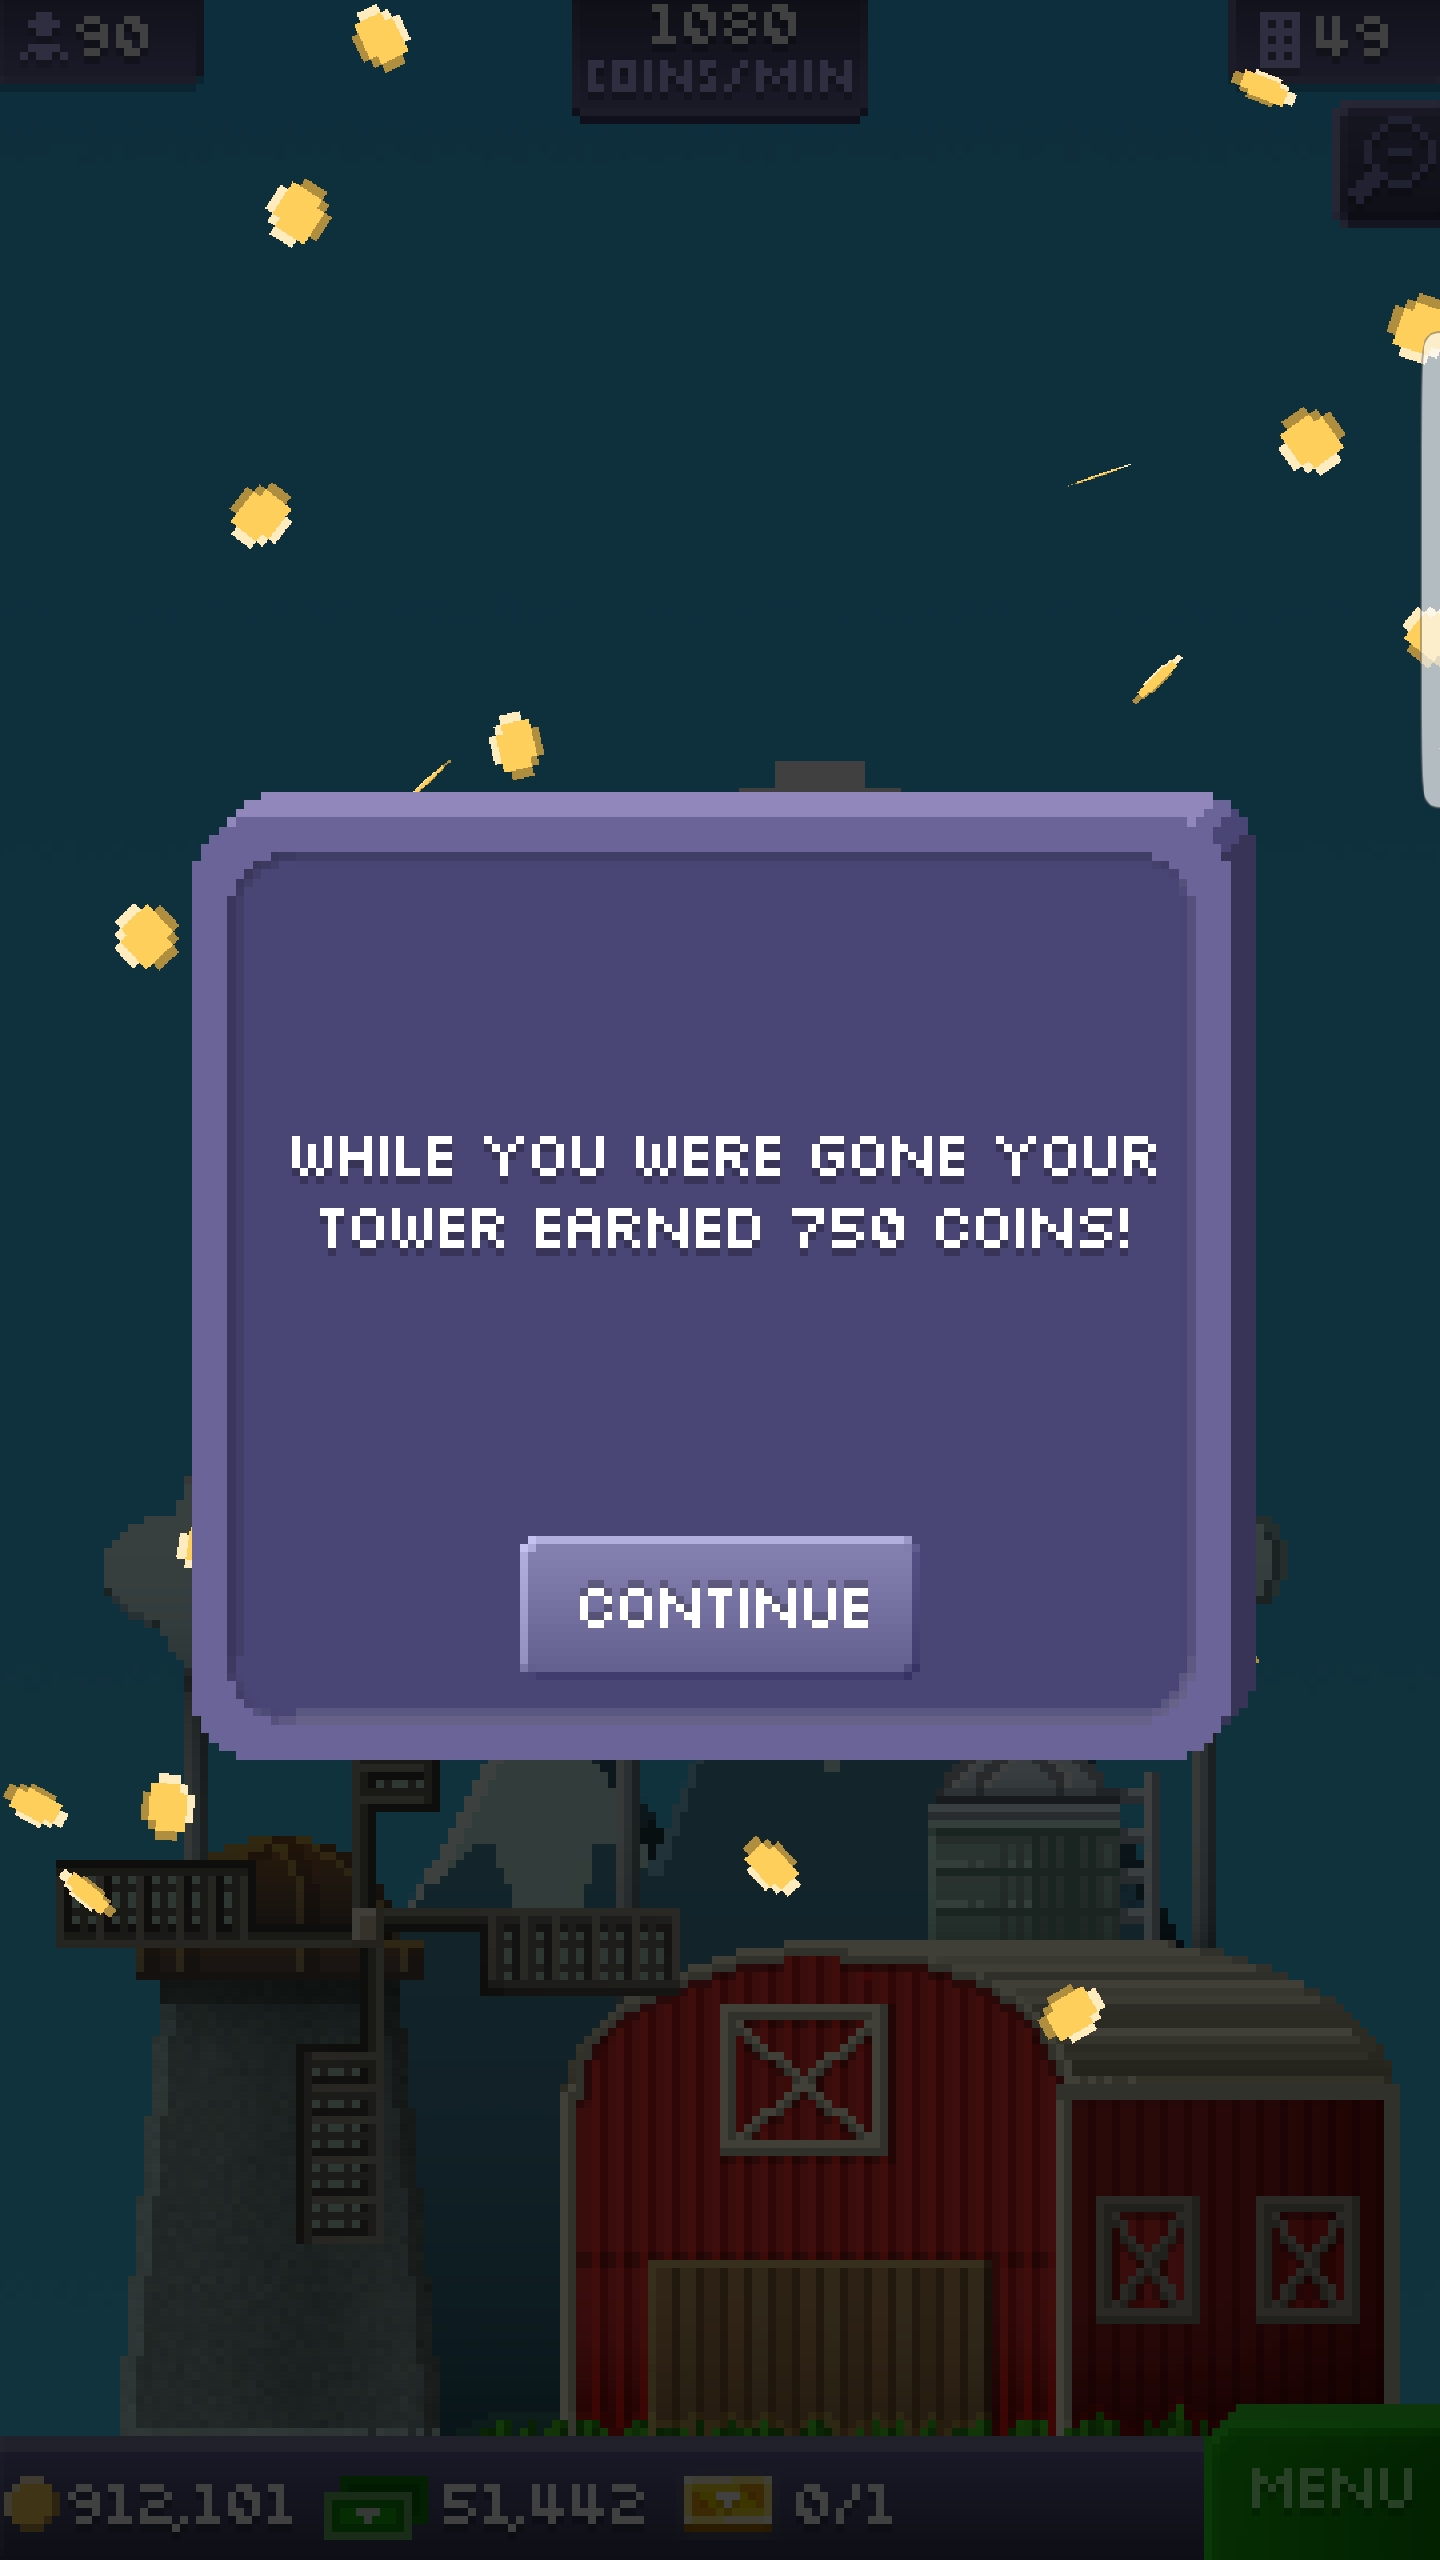 90
1080
COINS/MIN
49
WHILE YOU WERE GONE YOUR
TOWER EARNED 750 COINS!
CONTINUE
912,101
51,442
0/1
MENU